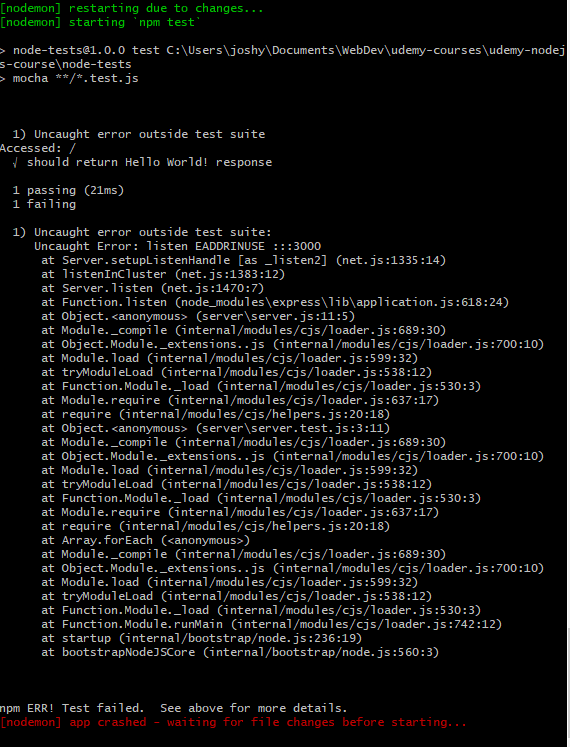 [nodemon] restarting due to changes...
[nodemon] starting `npm test`
> node-tests@1.0.0 test C:\Users\joshy\Documents\WebDev\udemy-courses\udemy-nodej
s-course\node-tests
> mocha **/*.test.js
1) Uncaught error outside test suite
Accessed: /
√ should return Hello World! response
1 passing (21ms)
1 failing
1) Uncaught error outside test suite:
Uncaught Error: listen EADDRINUSE :::3000
at Server.setupListenHandle [as _listen2] (net.js:1335:14)
at listenInCluster (net.js:1383:12)
at Server.listen (net.js:1470:7)
at Function.listen (node_modules\express\lib\application.js:618:24)
at Object.<anonymous> (server\server.js:11:5)
at Module._compile (internal/modules/cjs/loader.js:689:30)
at Object.Module._extensions..js (internal/modules/cjs/loader.js:700:10)
at Module.load (internal/modules/cjs/loader.js:599:32)
at tryModuleLoad (internal/modules/cjs/loader.js:538:12)
at Function.Module._load (internal/modules/cjs/loader.js:530:3)
at Module.require (internal/modules/cjs/loader.js:637:17)
at require (internal/modules/cjs/helpers.js:20:18)
at Object.<anonymous> (server\server.test.js:3:11)
at Module._compile (internal/modules/cjs/loader.js:689:30)
at Object.Module._extensions..js (internal/modules/cjs/loader.js:700:10)
at Module.load (internal/modules/cjs/loader.js:599:32)
at tryModuleLoad (internal/modules/cjs/loader.js:538:12)
at Function.Module._load (internal/modules/cjs/loader.js:530:3)
at Module.require (internal/modules/cjs/loader.js:637:17)
at require (internal/modules/cjs/helpers.js:20:18)
at Array.forEach (<anonymous>)
at Module._compile (internal/modules/cjs/loader.js:689:30)
at Object.Module._extensions..js (internal/modules/cjs/loader.js:700:10)
at Module.load (internal/modules/cjs/loader.js:599:32)
at tryModuleLoad (internal/modules/cjs/loader.js:538:12)
at Function.Module._load (internal/modules/cjs/loader.js:530:3)
at Function.Module.runMain (internal/modules/cjs/loader.js:742:12)
at startup (internal/bootstrap/node.js:236:19)
at bootstrapNodeJSCore (internal/bootstrap/node.js:560:3)
npm ERR! Test failed.  See above for more details.
[nodemon] app crashed - waiting for file changes before starting...